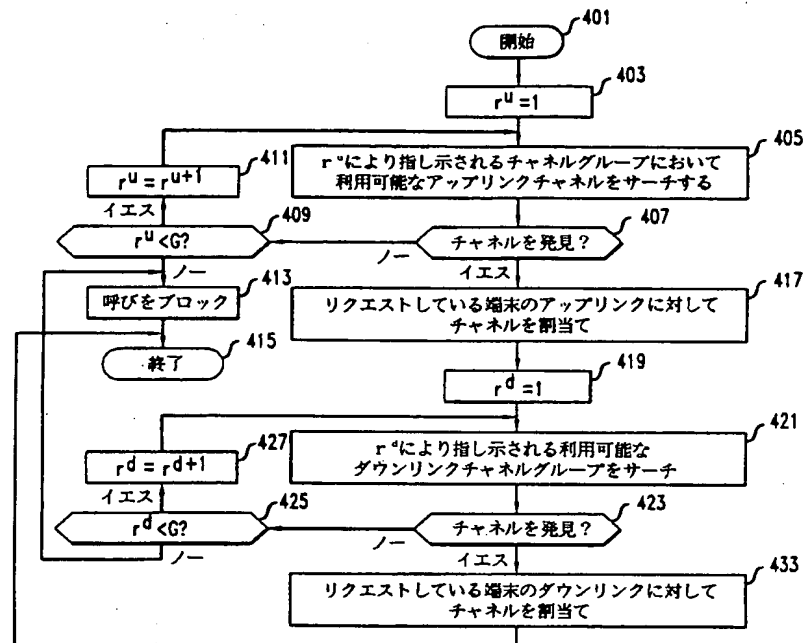 開始
401
r^u =1
403
r^uにより指し示されるチャネルグループにおいて
利用可能なアップリンクチャネルをサーチする
405
r^u = r^u+1
411
イエス
r^u <G?
409
チャネルを発見?
407
ノー
ノー
イエス
呼びをブロック
413
リクエストしている端末のアップリンクに対して
チャネルを割当て
417
終了
415
r^d =1
419
r^dにより指し示される利用可能な
ダウンリンクチャネルグループをサーチ
421
r^d = r^d+1
427
イエス
r^d <G?
425
チャネルを発見?
423
ノー
ノー
イエス
リクエストしている端末のダウンリンクに対して
チャネルを割当て
433